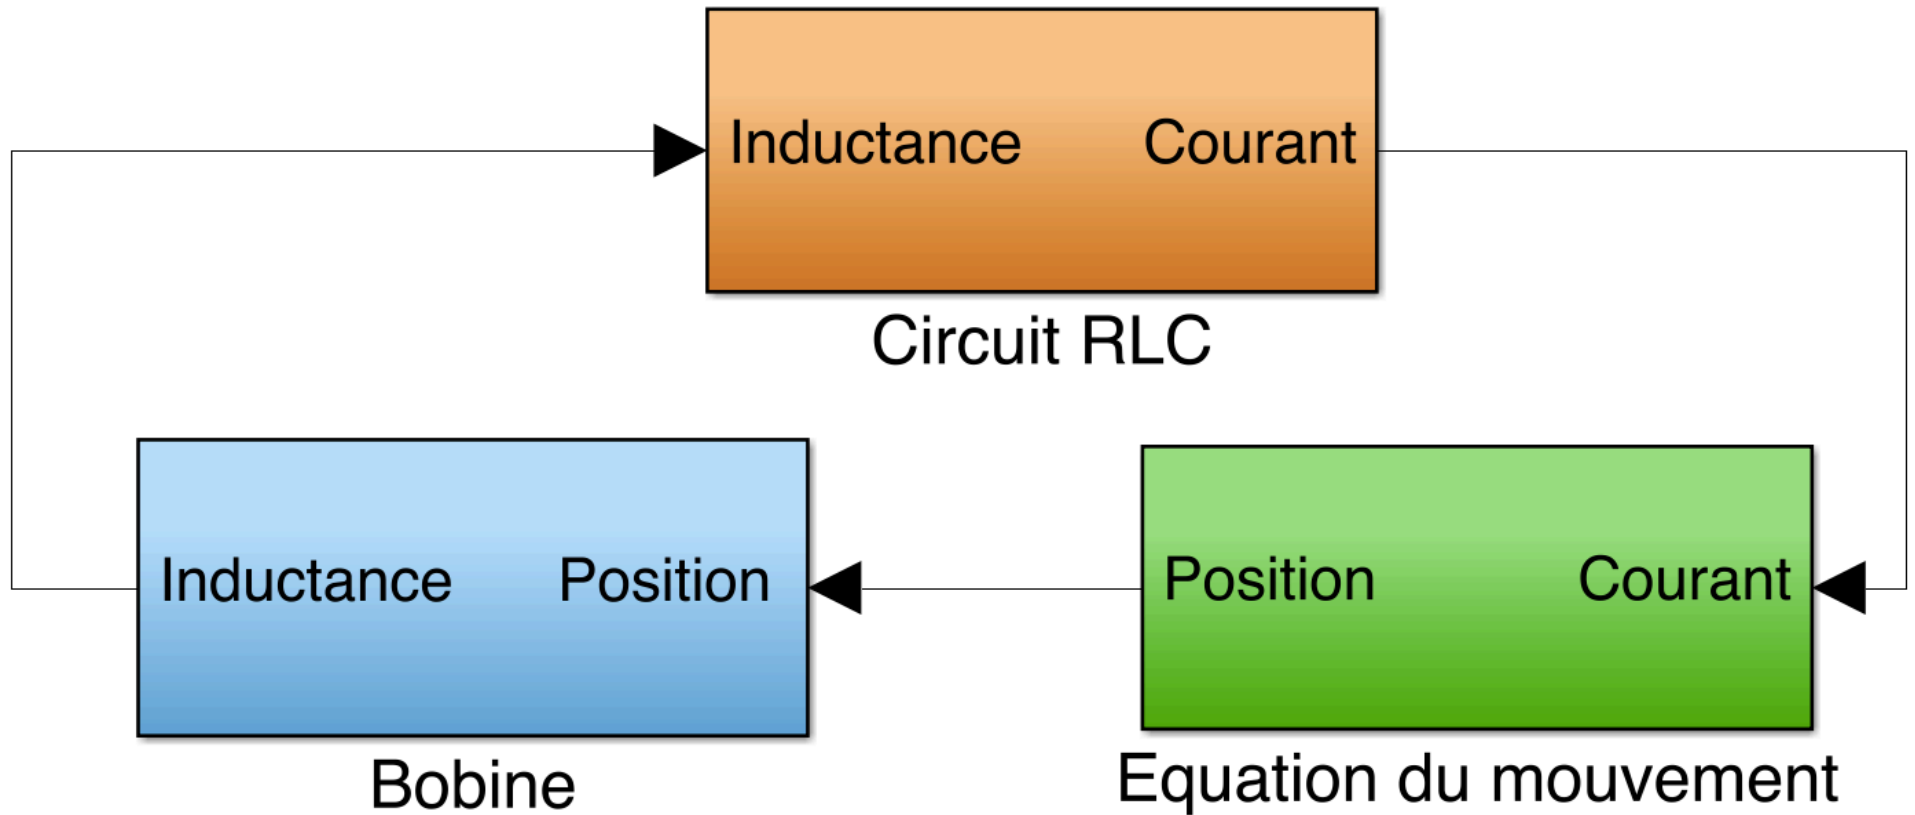 Inductance Courant
Circuit RLC
Inductance Position
Bobine
Position Courant
Equation du mouvement